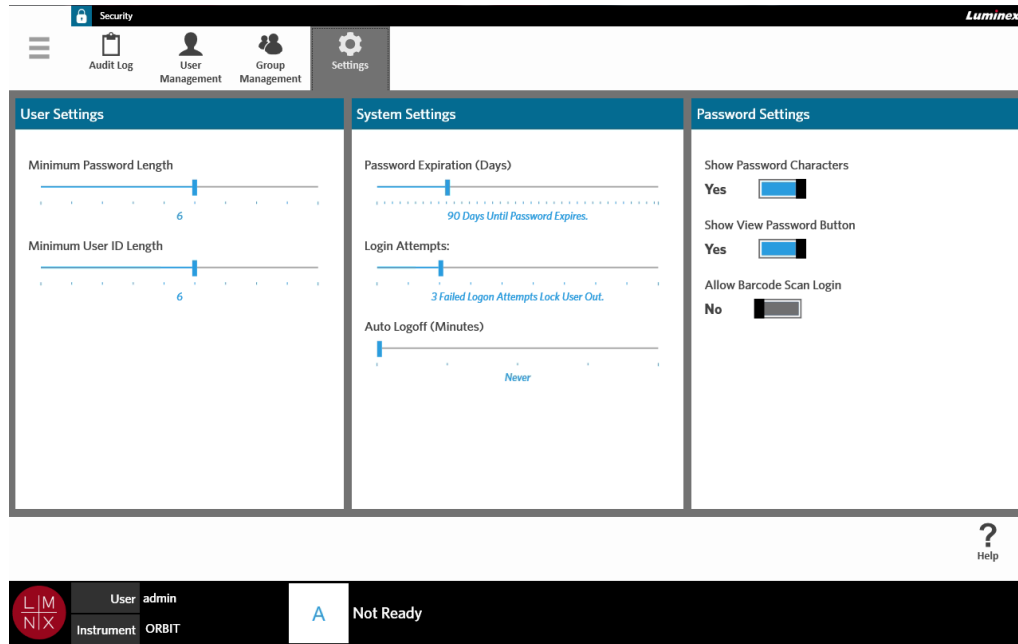 Security
Luminex
Audit Log
User
Management
Group
Management
Settings
User Settings
Minimum Password Length
6
Minimum User ID Length
6
System Settings
Password Expiration (Days)
90 Days Until Password Expires.
Login Attempts:
3 Failed Logon Attempts Lock User Out.
Auto Logoff (Minutes)
Never
Password Settings
Show Password Characters
Yes
Show View Password Button
Yes
Allow Barcode Scan Login
No
?
Help
L M
N X
User admin
Instrument ORBIT
A
Not Ready